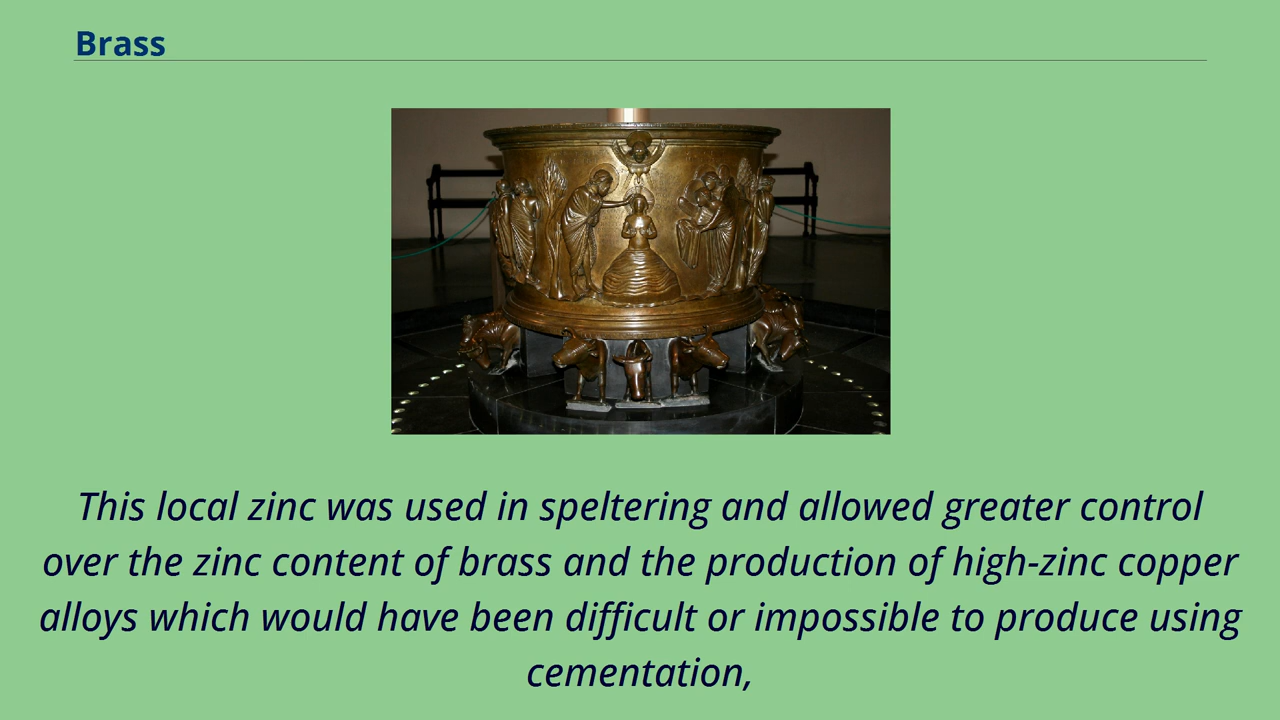 Brass
This local zinc was used in speltering and allowed greater control
over the zinc content of brass and the production of high-zinc copper
alloys which would have been difficult or impossible to produce using
cementation,